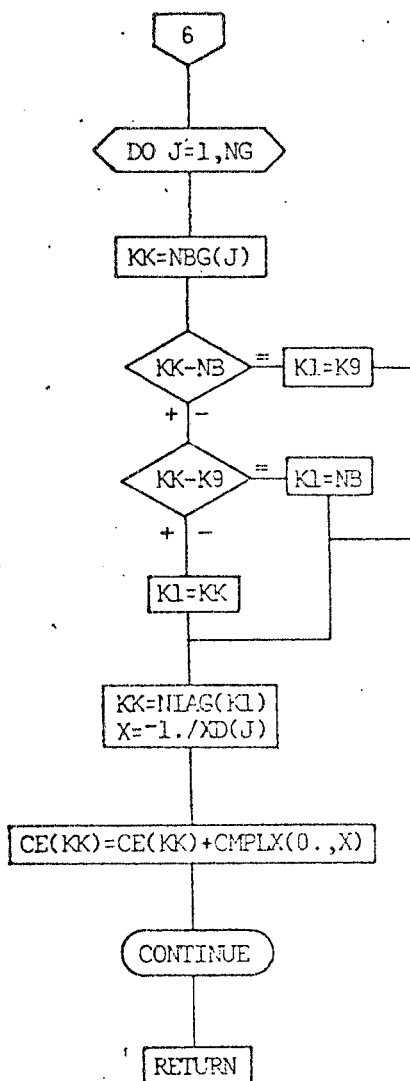 6
DO J=1,NG
KK=NBG(J)
KK-NB
=
K1=K9
+ -
KK-K9
=
K1=NB
+ -
K1=KK
KK=NIAG(K1)
X=-1./XD(J)
CE(KK)=CE(KK)+CMPLX(0.,X)
CONTINUE
RETURN